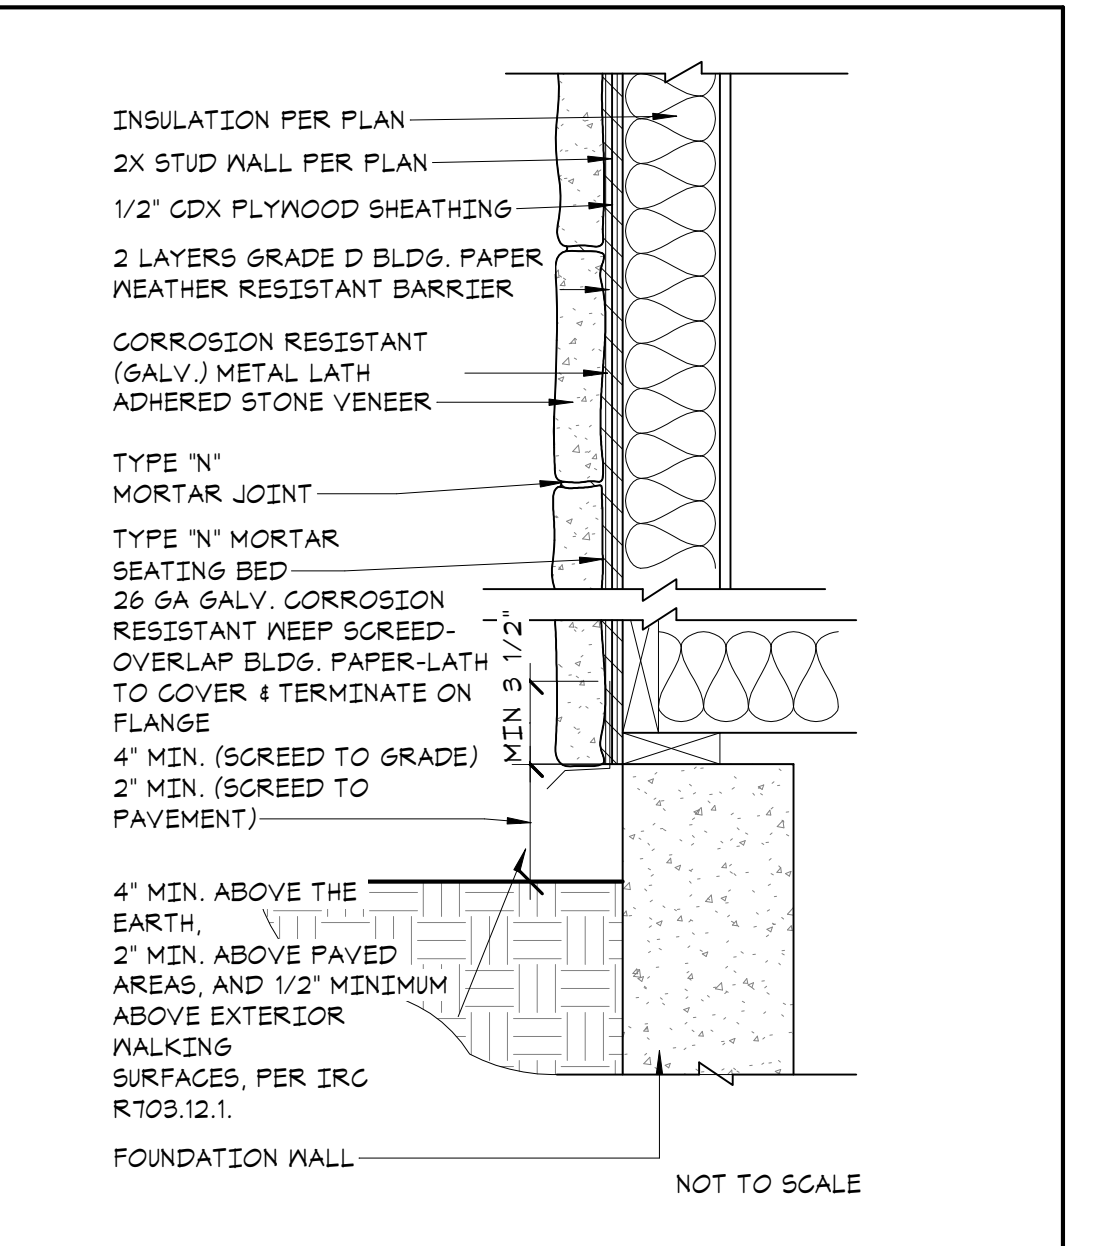 INSULATION PER PLAN
2X STUD WALL PER PLAN
1/2" CDX PLYWOOD SHEATHING
2 LAYERS GRADE D BLDG. PAPER
WEATHER RESISTANT BARRIER
CORROSION RESISTANT
(GALV.) METAL LATH
ADHERED STONE VENEER
TYPE "N"
MORTAR JOINT
TYPE "N" MORTAR
SEATING BED
26 GA GALV. CORROSION
RESISTANT WEEP SCREED-
OVERLAP BLDG. PAPER-LATH
TO COVER & TERMINATE ON
FLANGE
MIN 3 1/2"
4" MIN. (SCREED TO GRADE)
2" MIN. (SCREED TO
PAVEMENT)
4" MIN. ABOVE THE
EARTH,
2" MIN. ABOVE PAVED
AREAS, AND 1/2" MINIMUM
ABOVE EXTERIOR
WALKING
SURFACES, PER IRC
R703.12.1.
FOUNDATION WALL
NOT TO SCALE